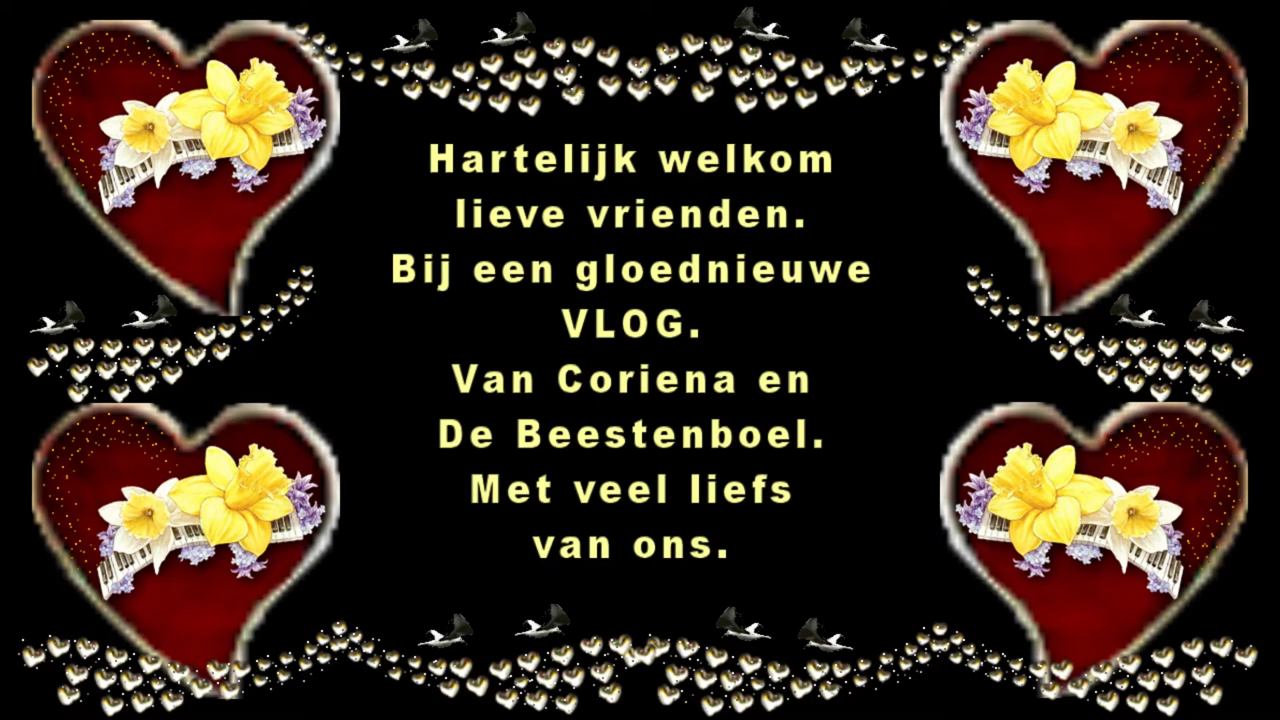 Hartelijk welkom
lieve vrienden.
Bij een gloednieuwe
VLOG.
Van Coriena en
De Beestenboel.
Met veel liefs
van ons.